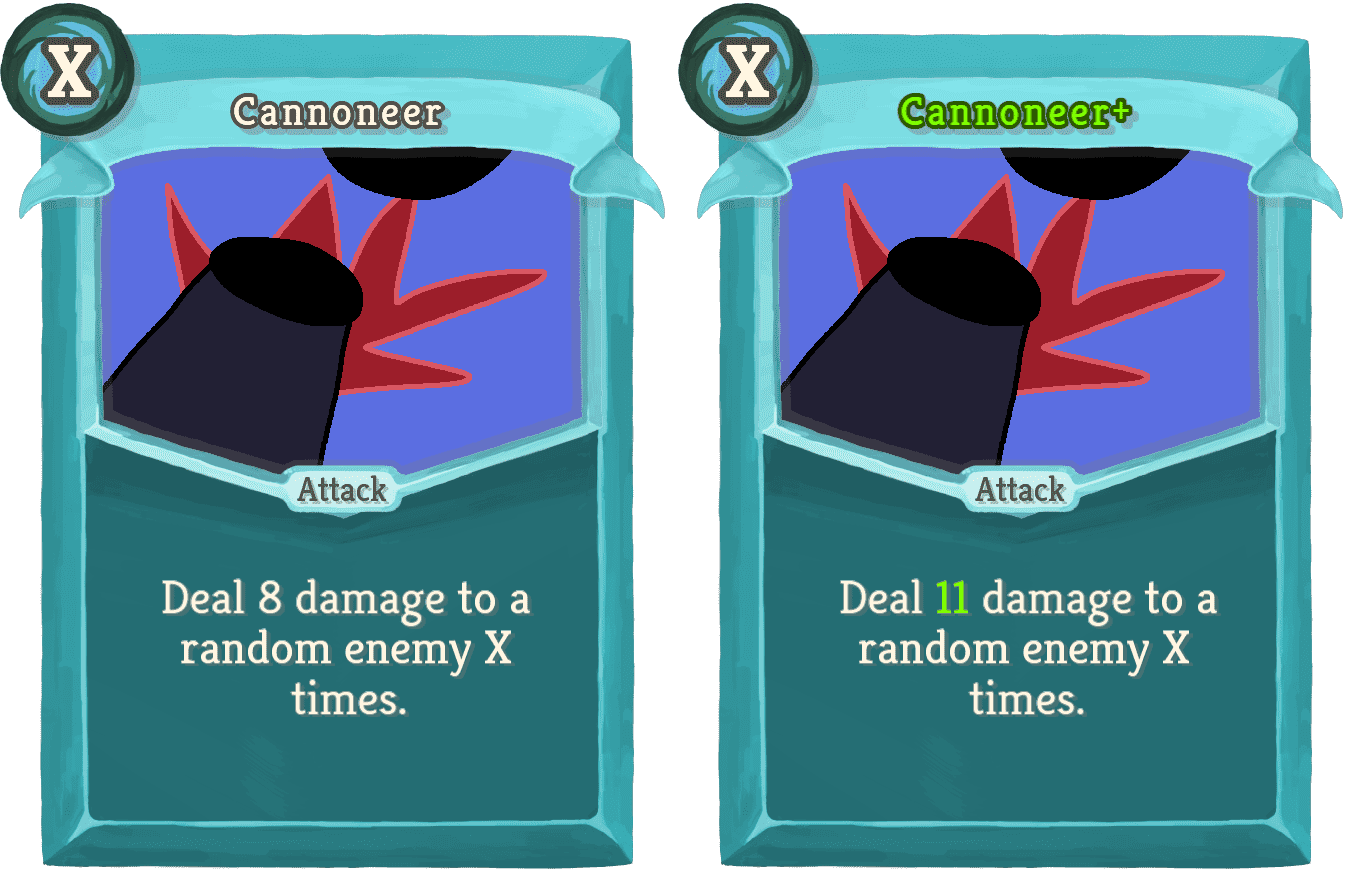 X
Cannoneer
Attack
Deal 8 damage to a
random enemy X
times.
X
Cannoneer+
Attack
Deal 11 damage to a
random enemy X
times.